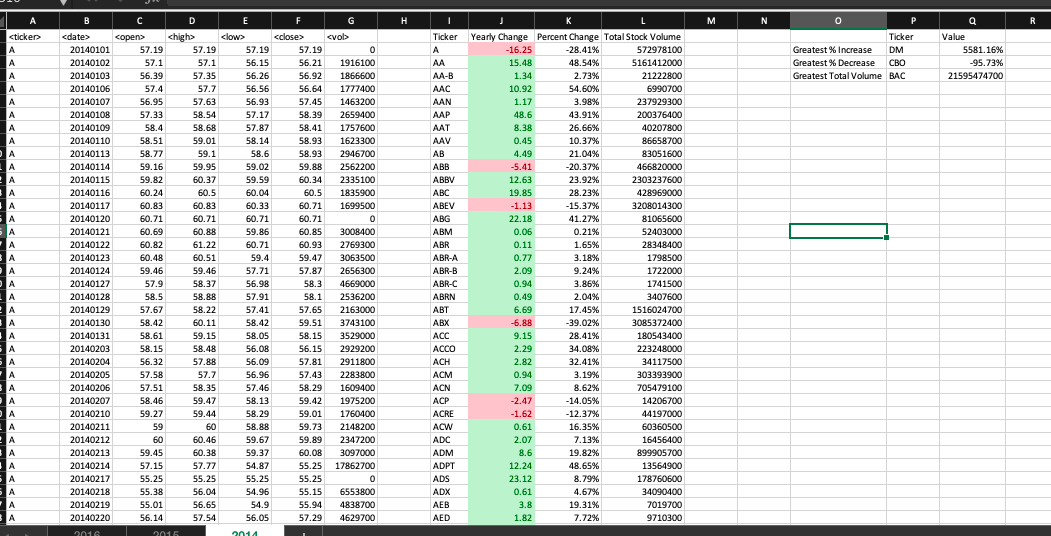 A B C D E F G H I J K L M N O P Q R
<ticker> <date> <open> <high> <low> <close> <vol> Ticker Yearly Change Percent Change Total Stock Volume Ticker Value
A 20140101 57.19 57.19 57.19 57.19 0 A -16.25 -28.41% 572978100 Greatest % Increase DM 5581.16%
A 20140102 57.1 57.1 56.15 56.21 1916100 AA 15.48 48.54% 5161412000 Greatest % Decrease CBO -95.73%
A 20140103 56.39 57.35 56.26 56.92 1866600 AA-B 1.34 2.73% 21222800 Greatest Total Volume BAC 21595474700
A 20140106 57.4 57.7 56.56 56.64 1777400 AAC 10.92 54.60% 6990700
A 20140107 56.95 57.63 56.93 57.45 1463200 AAN 1.17 3.98% 237929300
A 20140108 57.33 58.54 57.17 58.39 2659400 AAP 48.6 43.91% 200376400
A 20140109 58.4 58.68 57.87 58.41 1757600 AAT 8.38 26.66% 40207800
A 20140110 58.51 59.01 58.14 58.93 1623300 AAV 0.45 10.37% 86658700
A 20140113 58.77 59.1 58.6 58.93 2946700 AB 4.49 21.04% 83051600
A 20140114 59.16 59.95 59.02 59.88 2562200 ABB -5.41 -20.37% 466820000
A 20140115 59.82 60.37 59.59 60.34 2335100 ABBV 12.63 23.92% 2303237600
A 20140116 60.24 60.5 60.04 60.5 1835900 ABC 19.85 28.23% 428969000
A 20140117 60.83 60.83 60.33 60.71 1699500 ABEV -1.13 -15.37% 3208014300
A 20140120 60.71 60.71 60.71 60.71 0 ABG 22.18 41.27% 81065600
A 20140121 60.69 60.88 59.86 60.85 3008400 ABM 0.06 0.21% 52403000
A 20140122 60.82 61.22 60.71 60.93 2769300 ABR 0.11 1.65% 28348400
A 20140123 60.48 60.51 59.4 59.47 3063500 ABR-A 0.77 3.18% 1798500
A 20140124 59.46 59.46 57.71 57.87 2656300 ABR-B 2.09 9.24% 1722000
A 20140127 57.9 58.37 56.98 58.3 4669000 ABR-C 0.94 3.86% 1741500
A 20140128 58.5 58.88 57.91 58.1 2536200 ABRN 0.49 2.04% 3407600
A 20140129 57.67 58.22 57.41 57.65 2163000 ABT 6.69 17.45% 1516024700
A 20140130 58.42 60.11 58.42 59.51 3743100 ABX -6.88 -39.02% 3085372400
A 20140131 58.61 59.15 58.05 58.15 3529000 ACC 9.15 28.41% 180543400
A 20140203 58.15 58.48 56.08 56.15 2929200 ACCO 2.29 34.08% 223248000
A 20140204 56.32 57.88 56.09 57.81 2911800 ACH 2.82 32.41% 34117500
A 20140205 57.58 57.7 56.96 57.43 2283800 ACM 0.94 3.19% 303393900
A 20140206 57.51 58.35 57.46 58.29 1609400 ACN 7.09 8.62% 705479100
A 20140207 58.46 59.47 58.13 59.42 1975200 ACP -2.47 -14.05% 14206700
A 20140210 59.27 59.44 58.29 59.01 1760400 ACRE -1.62 -12.37% 44197000
A 20140211 59 60 58.88 59.73 2148200 ACW 0.61 16.35% 60360500
A 20140212 60 60.46 59.67 59.89 2347200 ADC 2.07 7.13% 16456400
A 20140213 59.45 60.38 59.37 60.08 3097000 ADM 8.6 19.82% 899905700
A 20140214 57.15 57.77 54.87 55.25 17862700 ADPT 12.24 48.65% 13564900
A 20140217 55.25 55.25 55.25 55.25 0 ADS 23.12 8.79% 178760600
A 20140218 55.38 56.04 54.96 55.15 6553800 ADX 0.61 4.67% 34090400
A 20140219 55.01 56.65 54.9 55.94 4838700 AEB 3.8 19.31% 7019700
A 20140220 56.14 57.54 56.05 57.29 4629700 AED 1.82 7.72% 9710300
2016 2015 2014